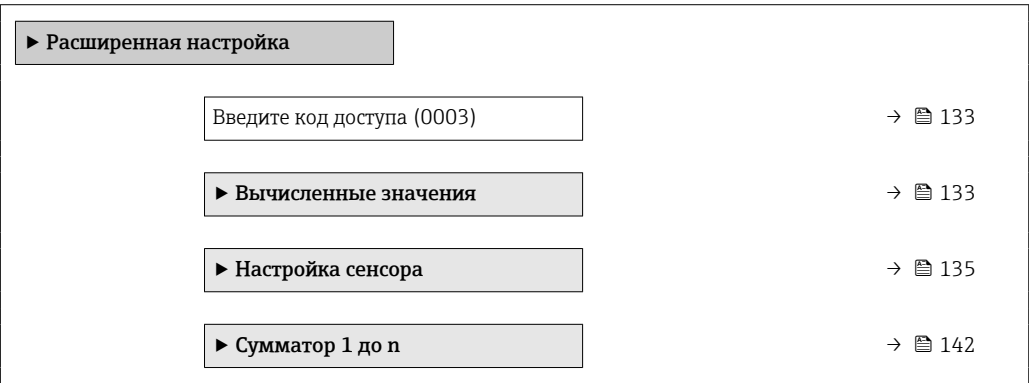 ▶ Расширенная настройка
Введите код доступа (0003) → 133
▶ Вычисленные значения → 133
▶ Настройка сенсора → 135
▶ Сумматор 1 до n → 142